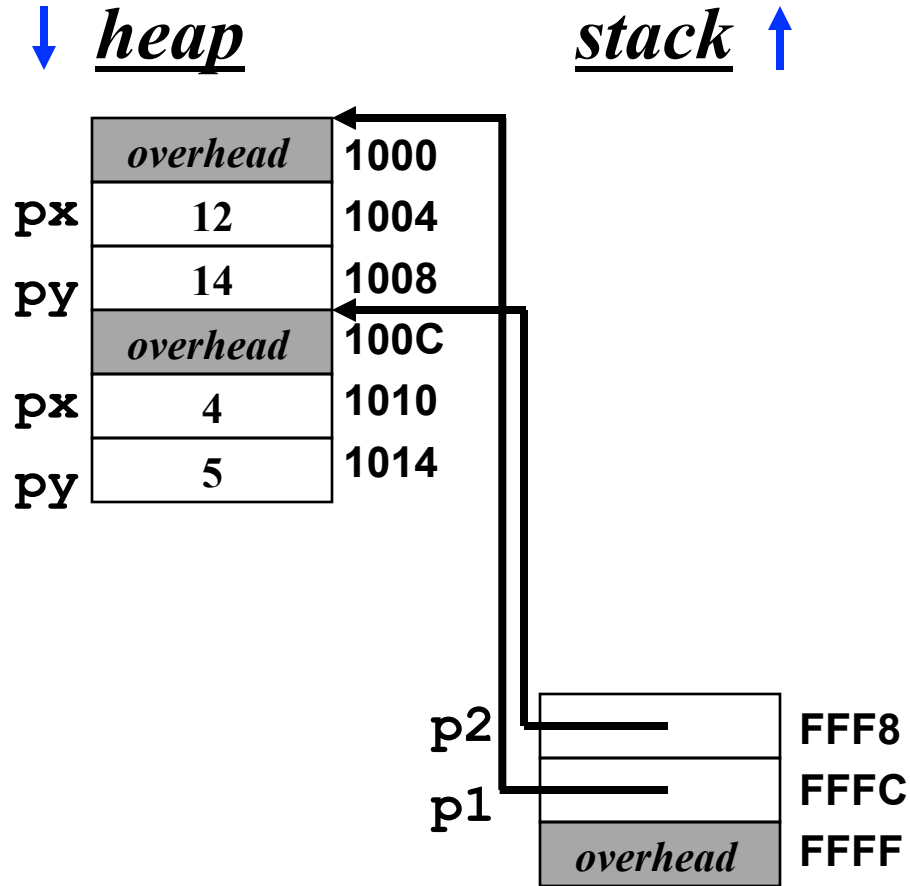 heap stack
overhead 1000
px 12 1004
py 14 1008
overhead 100C
px 4 1010
py 5 1014
p2 FFF8
p1 FFFC
overhead FFFF